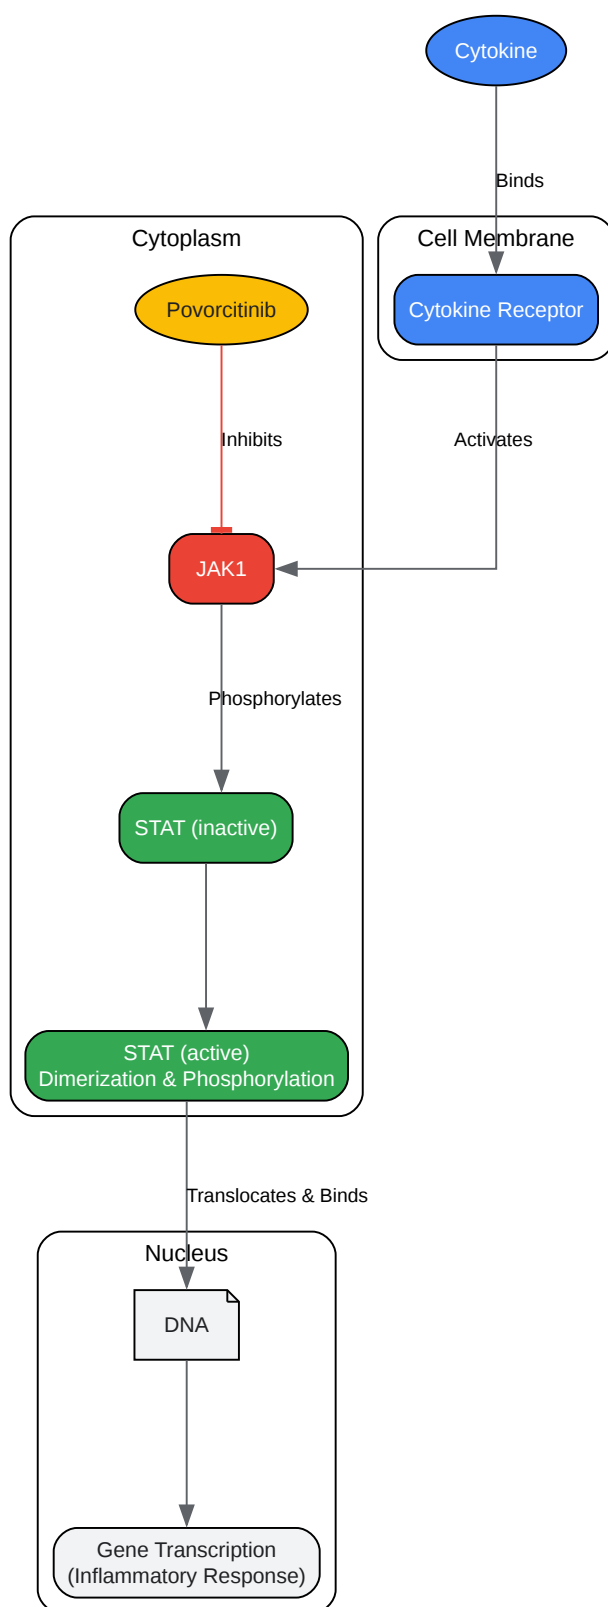 Cytokine
Binds
Cytoplasm
Cell Membrane
Povorcitinib
Cytokine Receptor
Inhibits
Activates
JAK1
Phosphorylates
STAT (inactive)
STAT (active)
Dimerization & Phosphorylation
Translocates & Binds
Nucleus
DNA
Gene Transcription
(Inflammatory Response)